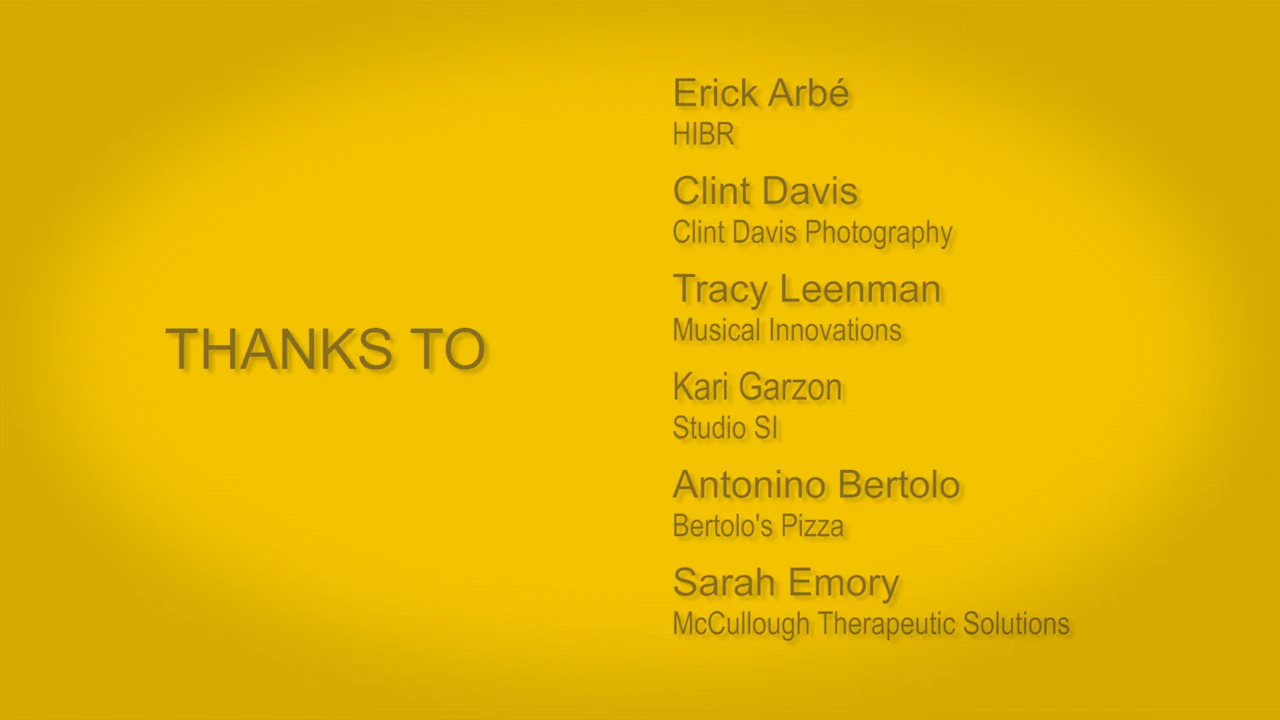 THANKS TO
Erick Arbé
HIBR
Clint Davis
Clint Davis Photography
Tracy Leenman
Musical Innovations
Kari Garzon
Studio SI
Antonino Bertolo
Bertolo's Pizza
Sarah Emory
McCullough Therapeutic Solutions